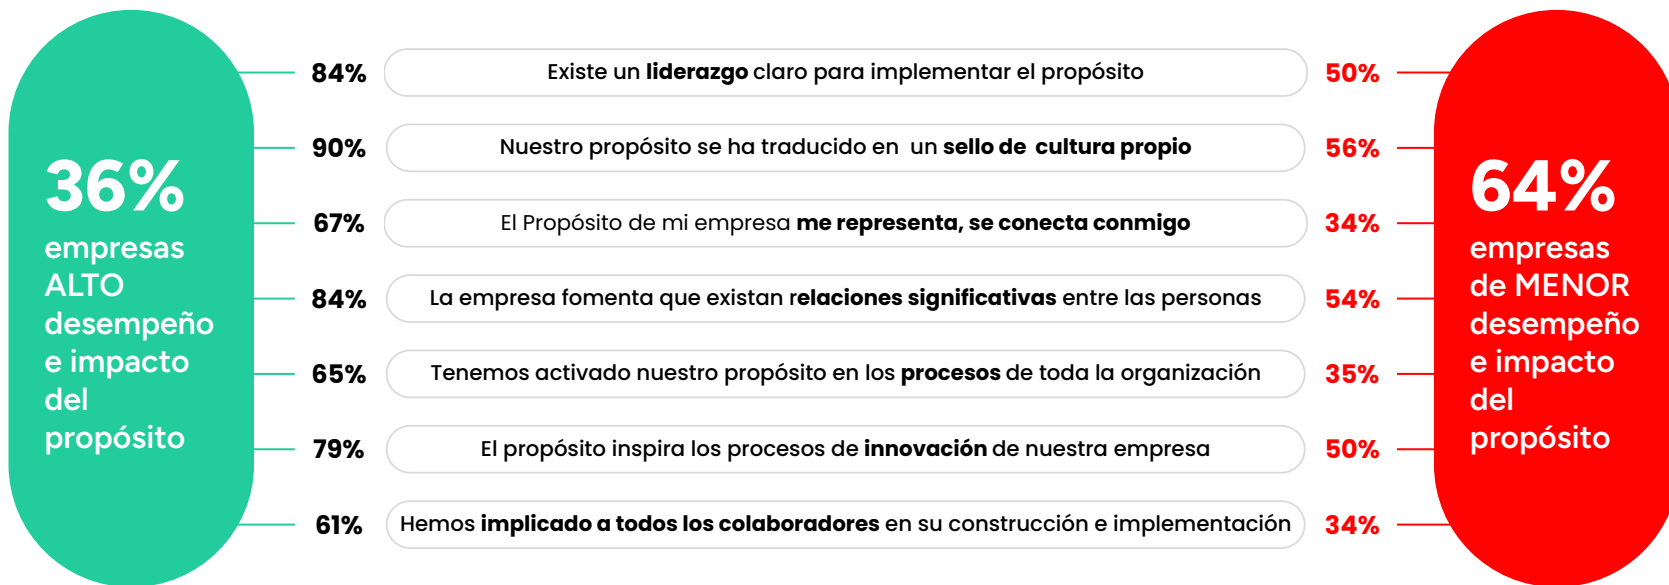 36%
empresas
ALTO
desempeño
e impacto
del
propósito
84% Existe un liderazgo claro para implementar el propósito 50%
90% Nuestro propósito se ha traducido en un sello de cultura propio 56%
67% El Propósito de mi empresa me representa, se conecta conmigo 34%
84% La empresa fomenta que existan relaciones significativas entre las personas 54%
65% Tenemos activado nuestro propósito en los procesos de toda la organización 35%
79% El propósito inspira los procesos de innovación de nuestra empresa 50%
61% Hemos implicado a todos los colaboradores en su construcción e implementación 34%
64%
empresas
de MENOR
desempeño
e impacto
del
propósito